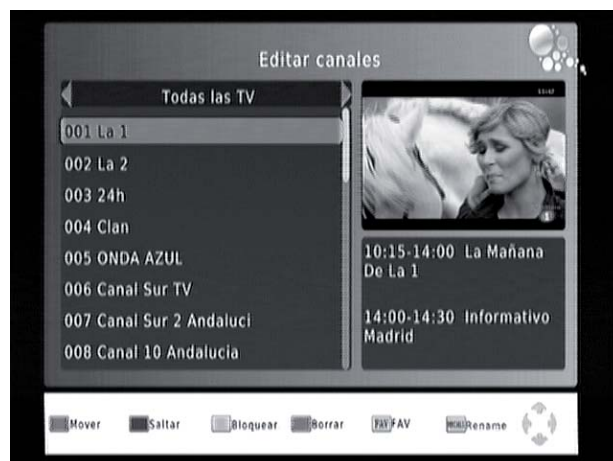 Editar canales
Todas las TV
001 La 1
002 La 2
003 24h
004 Clan
005 ONDA AZUL
006 Canal Sur TV
007 Canal Sur 2 Andaluci
008 Canal 10 Andalucia
10:15-14:00 La Mañana
De La 1
14:00-14:30 Informativo
Madrid
Mover
Saltar
Bloquear
Borrar
FAV FAV
Rename